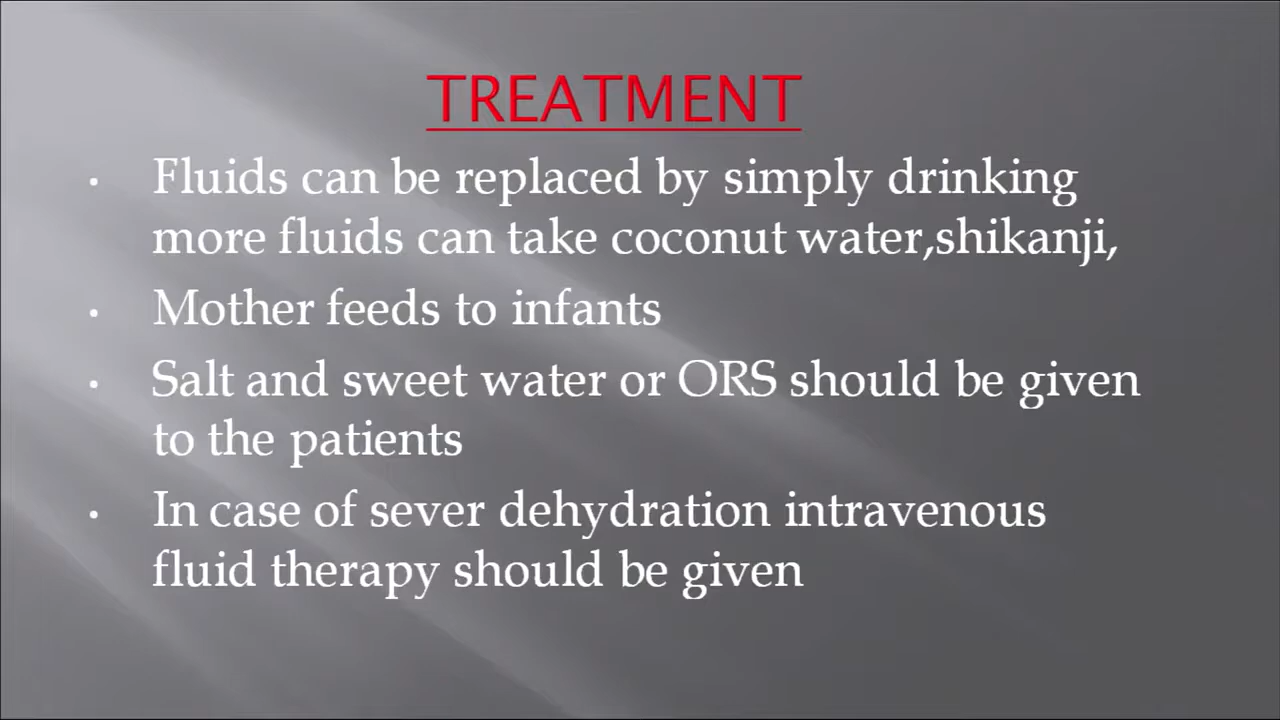 TREATMENT
• Fluids can be replaced by simply drinking
more fluids can take coconut water,shikanji,
• Mother feeds to infants
• Salt and sweet water or ORS should be given
to the patients
• In case of sever dehydration intravenous
fluid therapy should be given